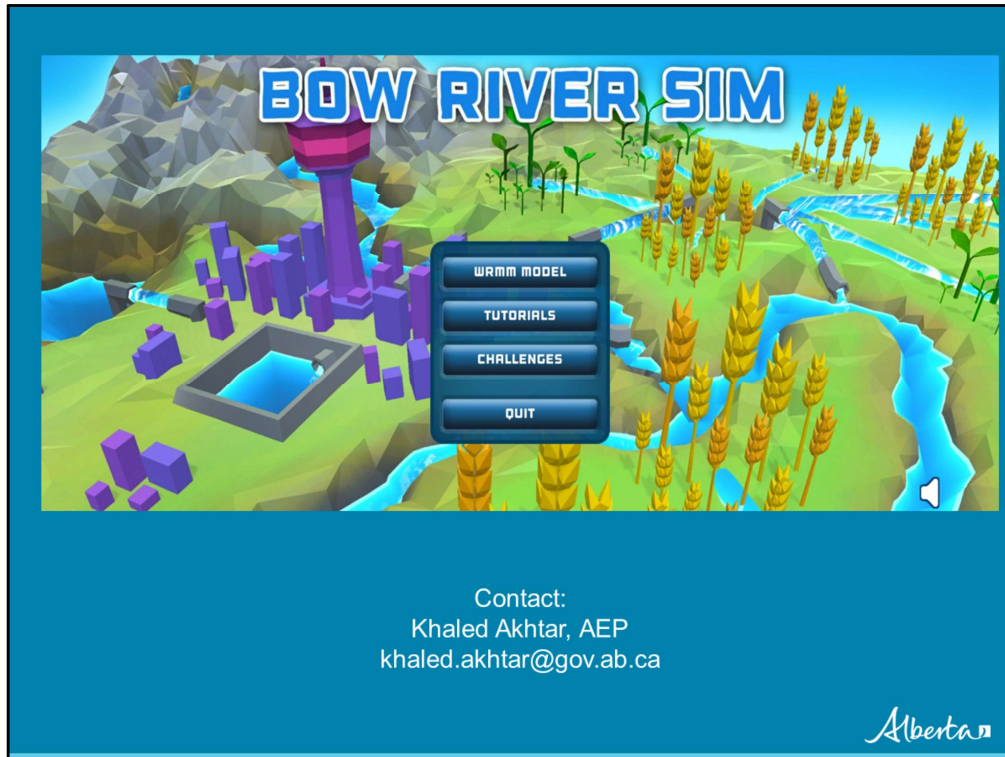 BOW RIVER SIM
WRMM MODEL
TUTORIALS
CHALLENGES
QUIT
Contact:
Khaled Akhtar, AEP
khaled.akhtar@gov.ab.ca
Alberta